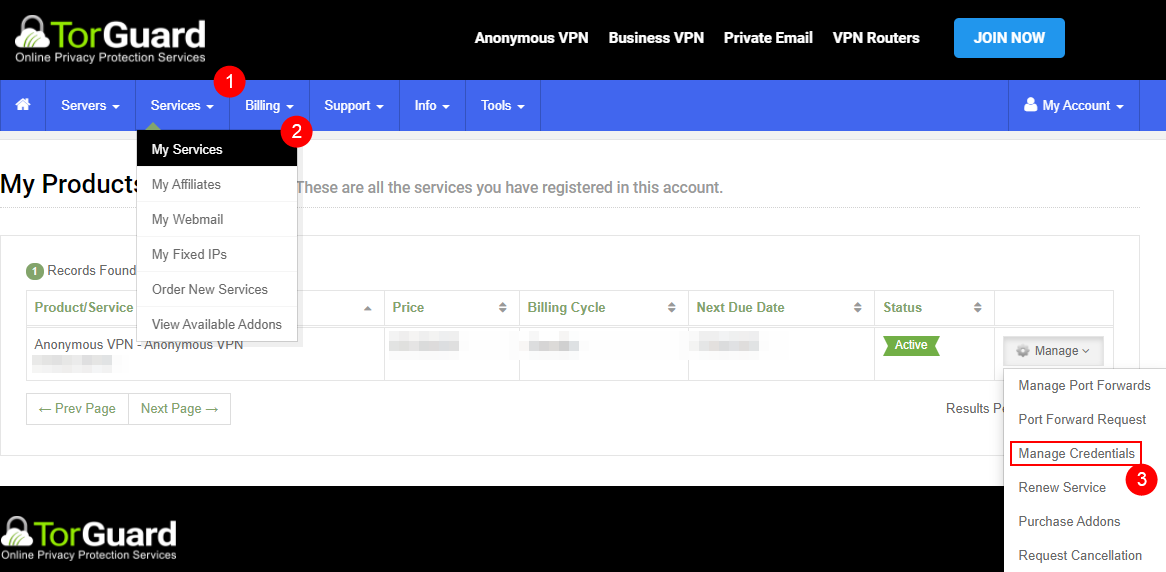 TorGuard
Online Privacy Protection Services
Anonymous VPN Business VPN Private Email VPN Routers JOIN NOW
1
Servers Services Billing Support Info Tools My Account
2
My Services
My Affiliates
My Webmail
My Fixed IPs
Order New Services
View Available Addons
My Products These are all the services you have registered in this account.
1 Records Found
Product/Service Price Billing Cycle Next Due Date Status
Anonymous VPN - Anonymous VPN Active Manage
← Prev Page Next Page → Results
Manage Port Forwards
Port Forward Request
Manage Credentials
3
Renew Service
Purchase Addons
Request Cancellation
TorGuard
Online Privacy Protection Services